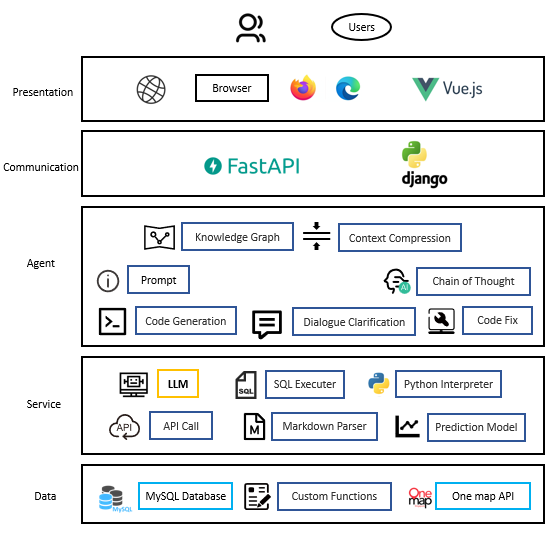 Users
Presentation
Browser
Vue.js
Communication
FastAPI
django
Agent
Knowledge Graph
Context Compression
Prompt
AI
Chain of Thought
Code Generation
Dialogue Clarification
Code Fix
Service
LLM
SQL
SQL Executer
Python Interpreter
API
API Call
M
Markdown Parser
Prediction Model
Data
MySQL
MySQL Database
Custom Functions
One
map
One map API